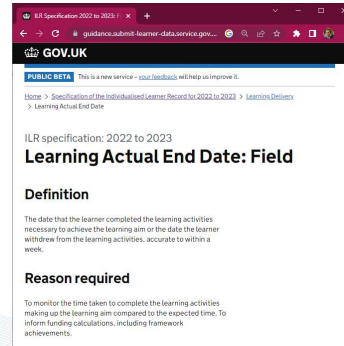 ILR Specification 2022 to 2023: Fi
guidance.submit-learner-data.service.gov....
GOV.UK
PUBLIC BETA This is a new service – your feedback will help us improve it.
Home > Specification of the Individualised Learner Record for 2022 to 2023 > Learning Delivery
> Learning Actual End Date
ILR specification: 2022 to 2023
Learning Actual End Date: Field
Definition
The date that the learner completed the learning activities
necessary to achieve the learning aim or the date the learner
withdrew from the learning activities, accurate to within a
week.
Reason required
To monitor the time taken to complete the learning activities
making up the learning aim compared to the expected time. To
inform funding calculations, including framework
achievements.